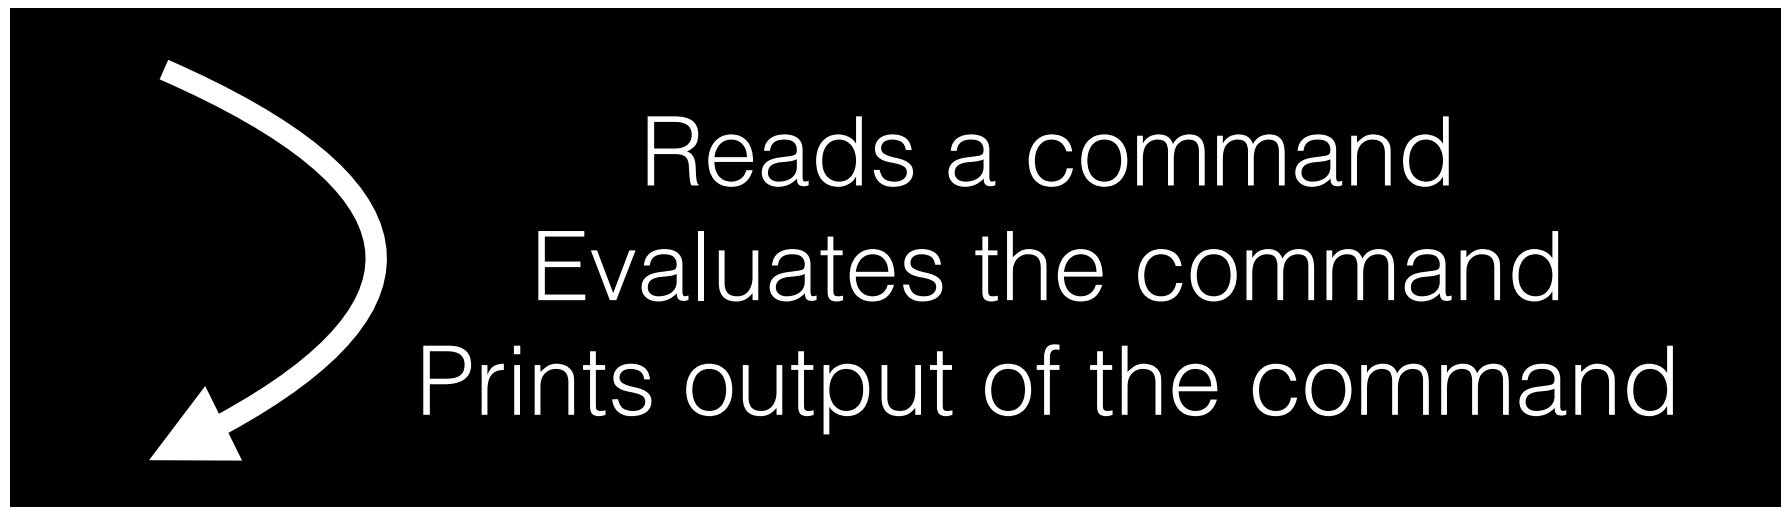 Reads a command
Evaluates the command
Prints output of the command